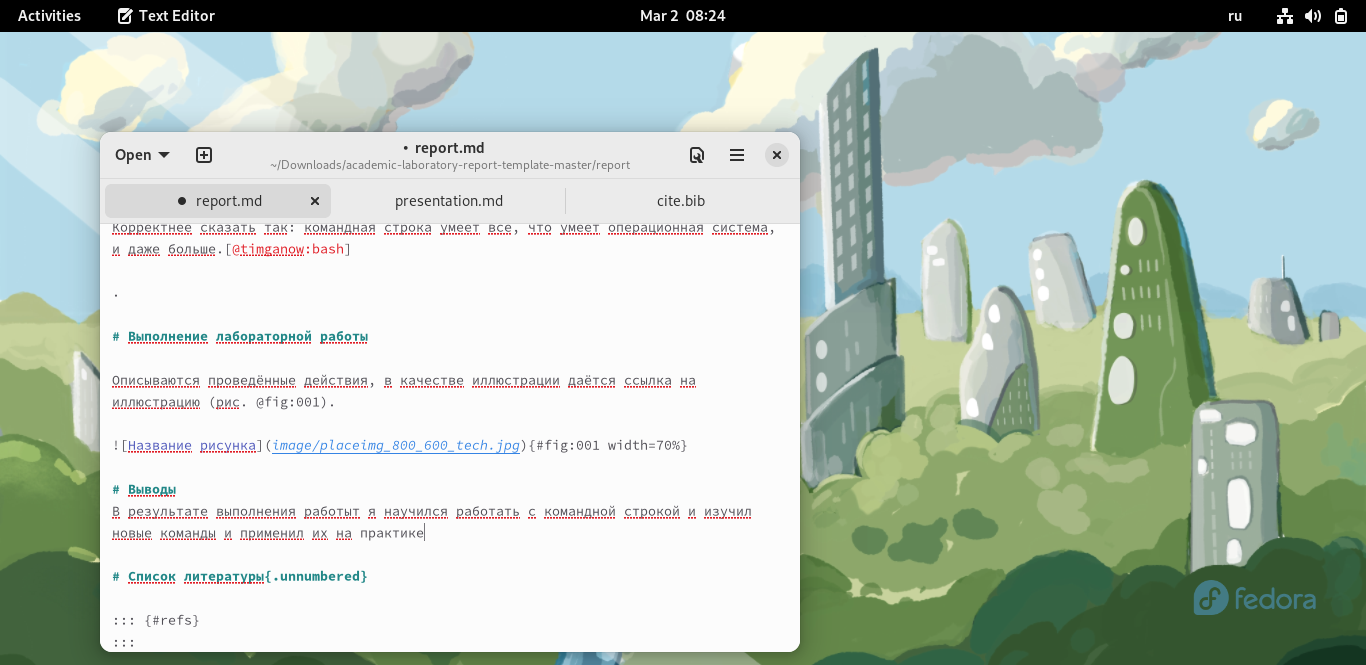 Activities Text Editor Mar 2 08:24 ru
Open • report.md
~/Downloads/academic-laboratory-report-template-master/report
report.md presentation.md cite.bib
Корректнее сказать так: командная строка умеет все, что умеет операционная система,
и даже больше.[@timganow:bash]
.
# Выполнение лабораторной работы
Описываются проведённые действия, в качестве иллюстрации даётся ссылка на
иллюстрацию (рис. @fig:001).
![Название рисунка](image/placeimg_800_600_tech.jpg){#fig:001 width=70%}
# Выводы
В результате выполнения работыт я научился работать с командной строкой и изучил
новые команды и применил их на практике
# Список литературы{.unnumbered}
::: {#refs}
:::
fedora